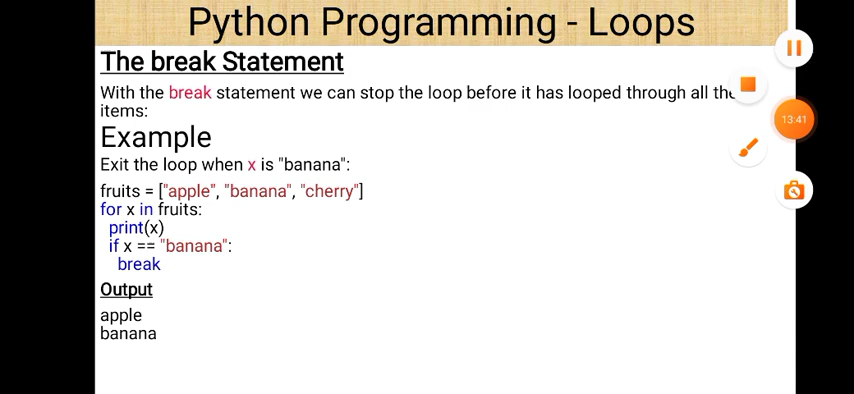 Python Programming - Loops
The break Statement
With the break statement we can stop the loop before it has looped through all the
items:
Example
Exit the loop when x is "banana":
fruits = ["apple", "banana", "cherry"]
for x in fruits:
print(x)
if x == "banana":
break
Output
apple
banana
13:41